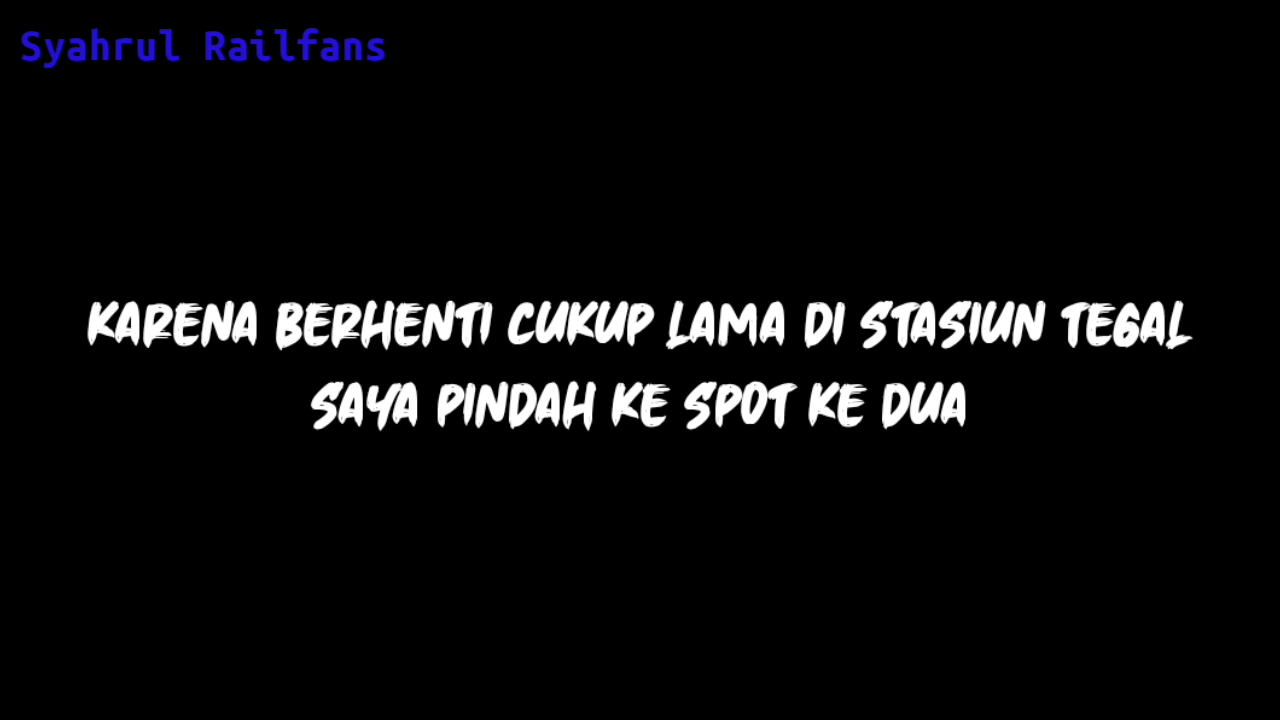 Syahrul Railfans
KARENA BERHENTI CUKUP LAMA DI STASIUN TEGAL
SAYA PINDAH KE SPOT KE DUA